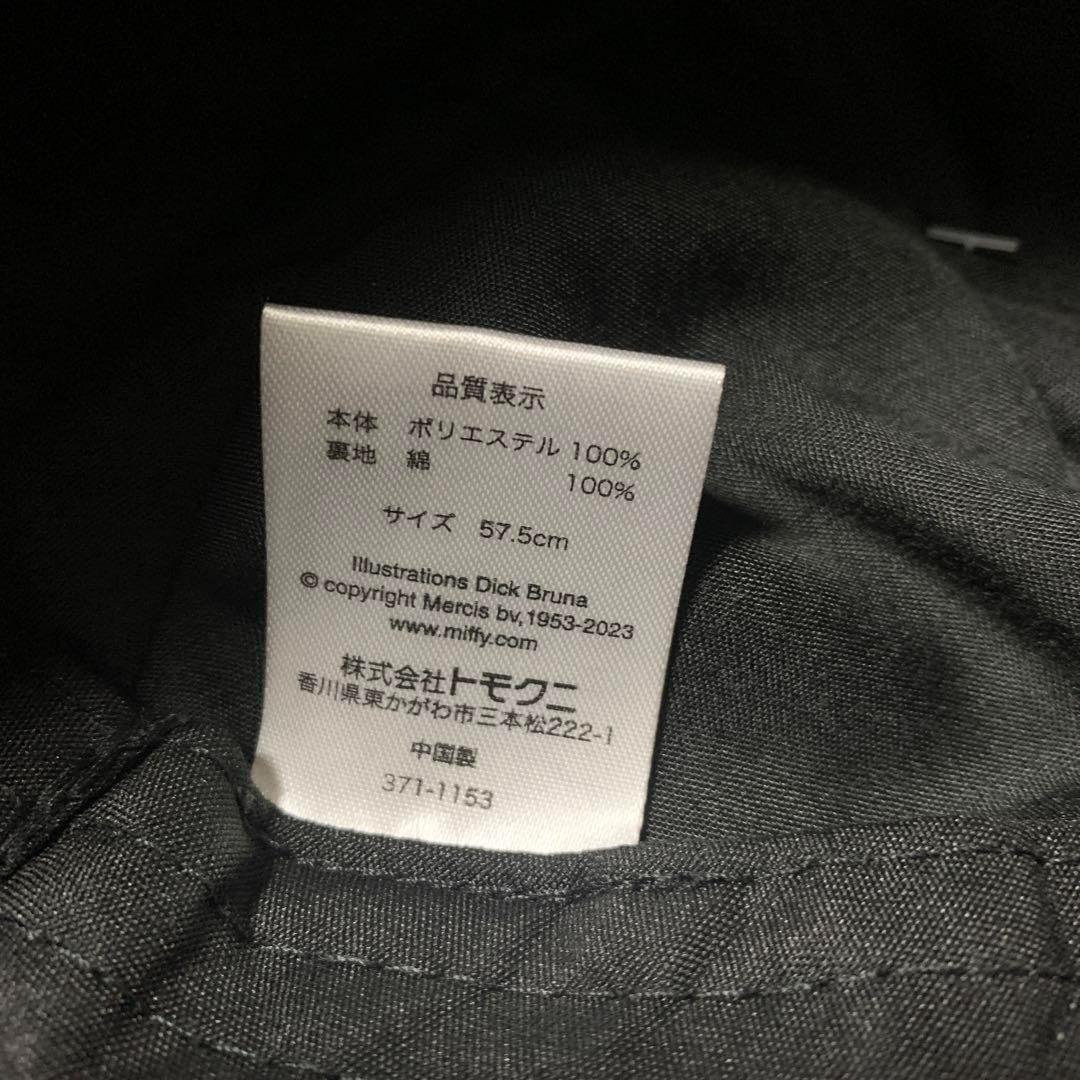 品質表示
本体 ポリエステル 100%
裏地 綿 100%
サイズ 57.5cm
Illustrations Dick Bruna
© copyright Mercis bv,1953-2023
www.miffy.com
株式会社トモクニ
香川県東かがわ市三本松222-1
中国製
371-1153